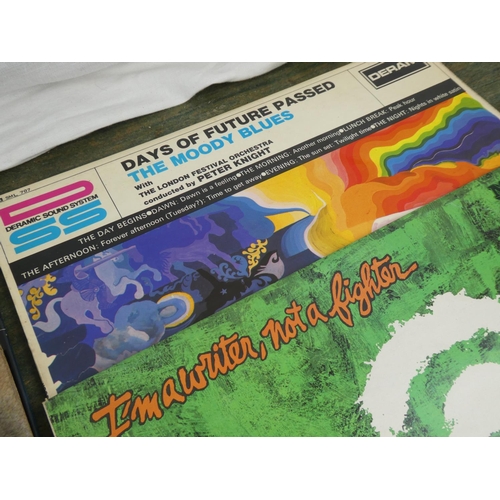 DERAM
DAYS OF FUTURE PASSED
THE MOODY BLUES
With
THE LONDON FESTIVAL ORCHESTRA
conducted by PETER KNIGHT
SML. 707
DERAMIC SOUND SYSTEM
DSS
THE DAY BEGINS●DAWN: Dawn is a feeling●THE MORNING: Another morning●LUNCH BREAK: Peak hour
THE AFTERNOON: Forever afternoon (Tuesday?): Time to get away●EVENING: The sun set: Twilight time●THE NIGHT: Nights in white satin
I'm a writer, not a fighter